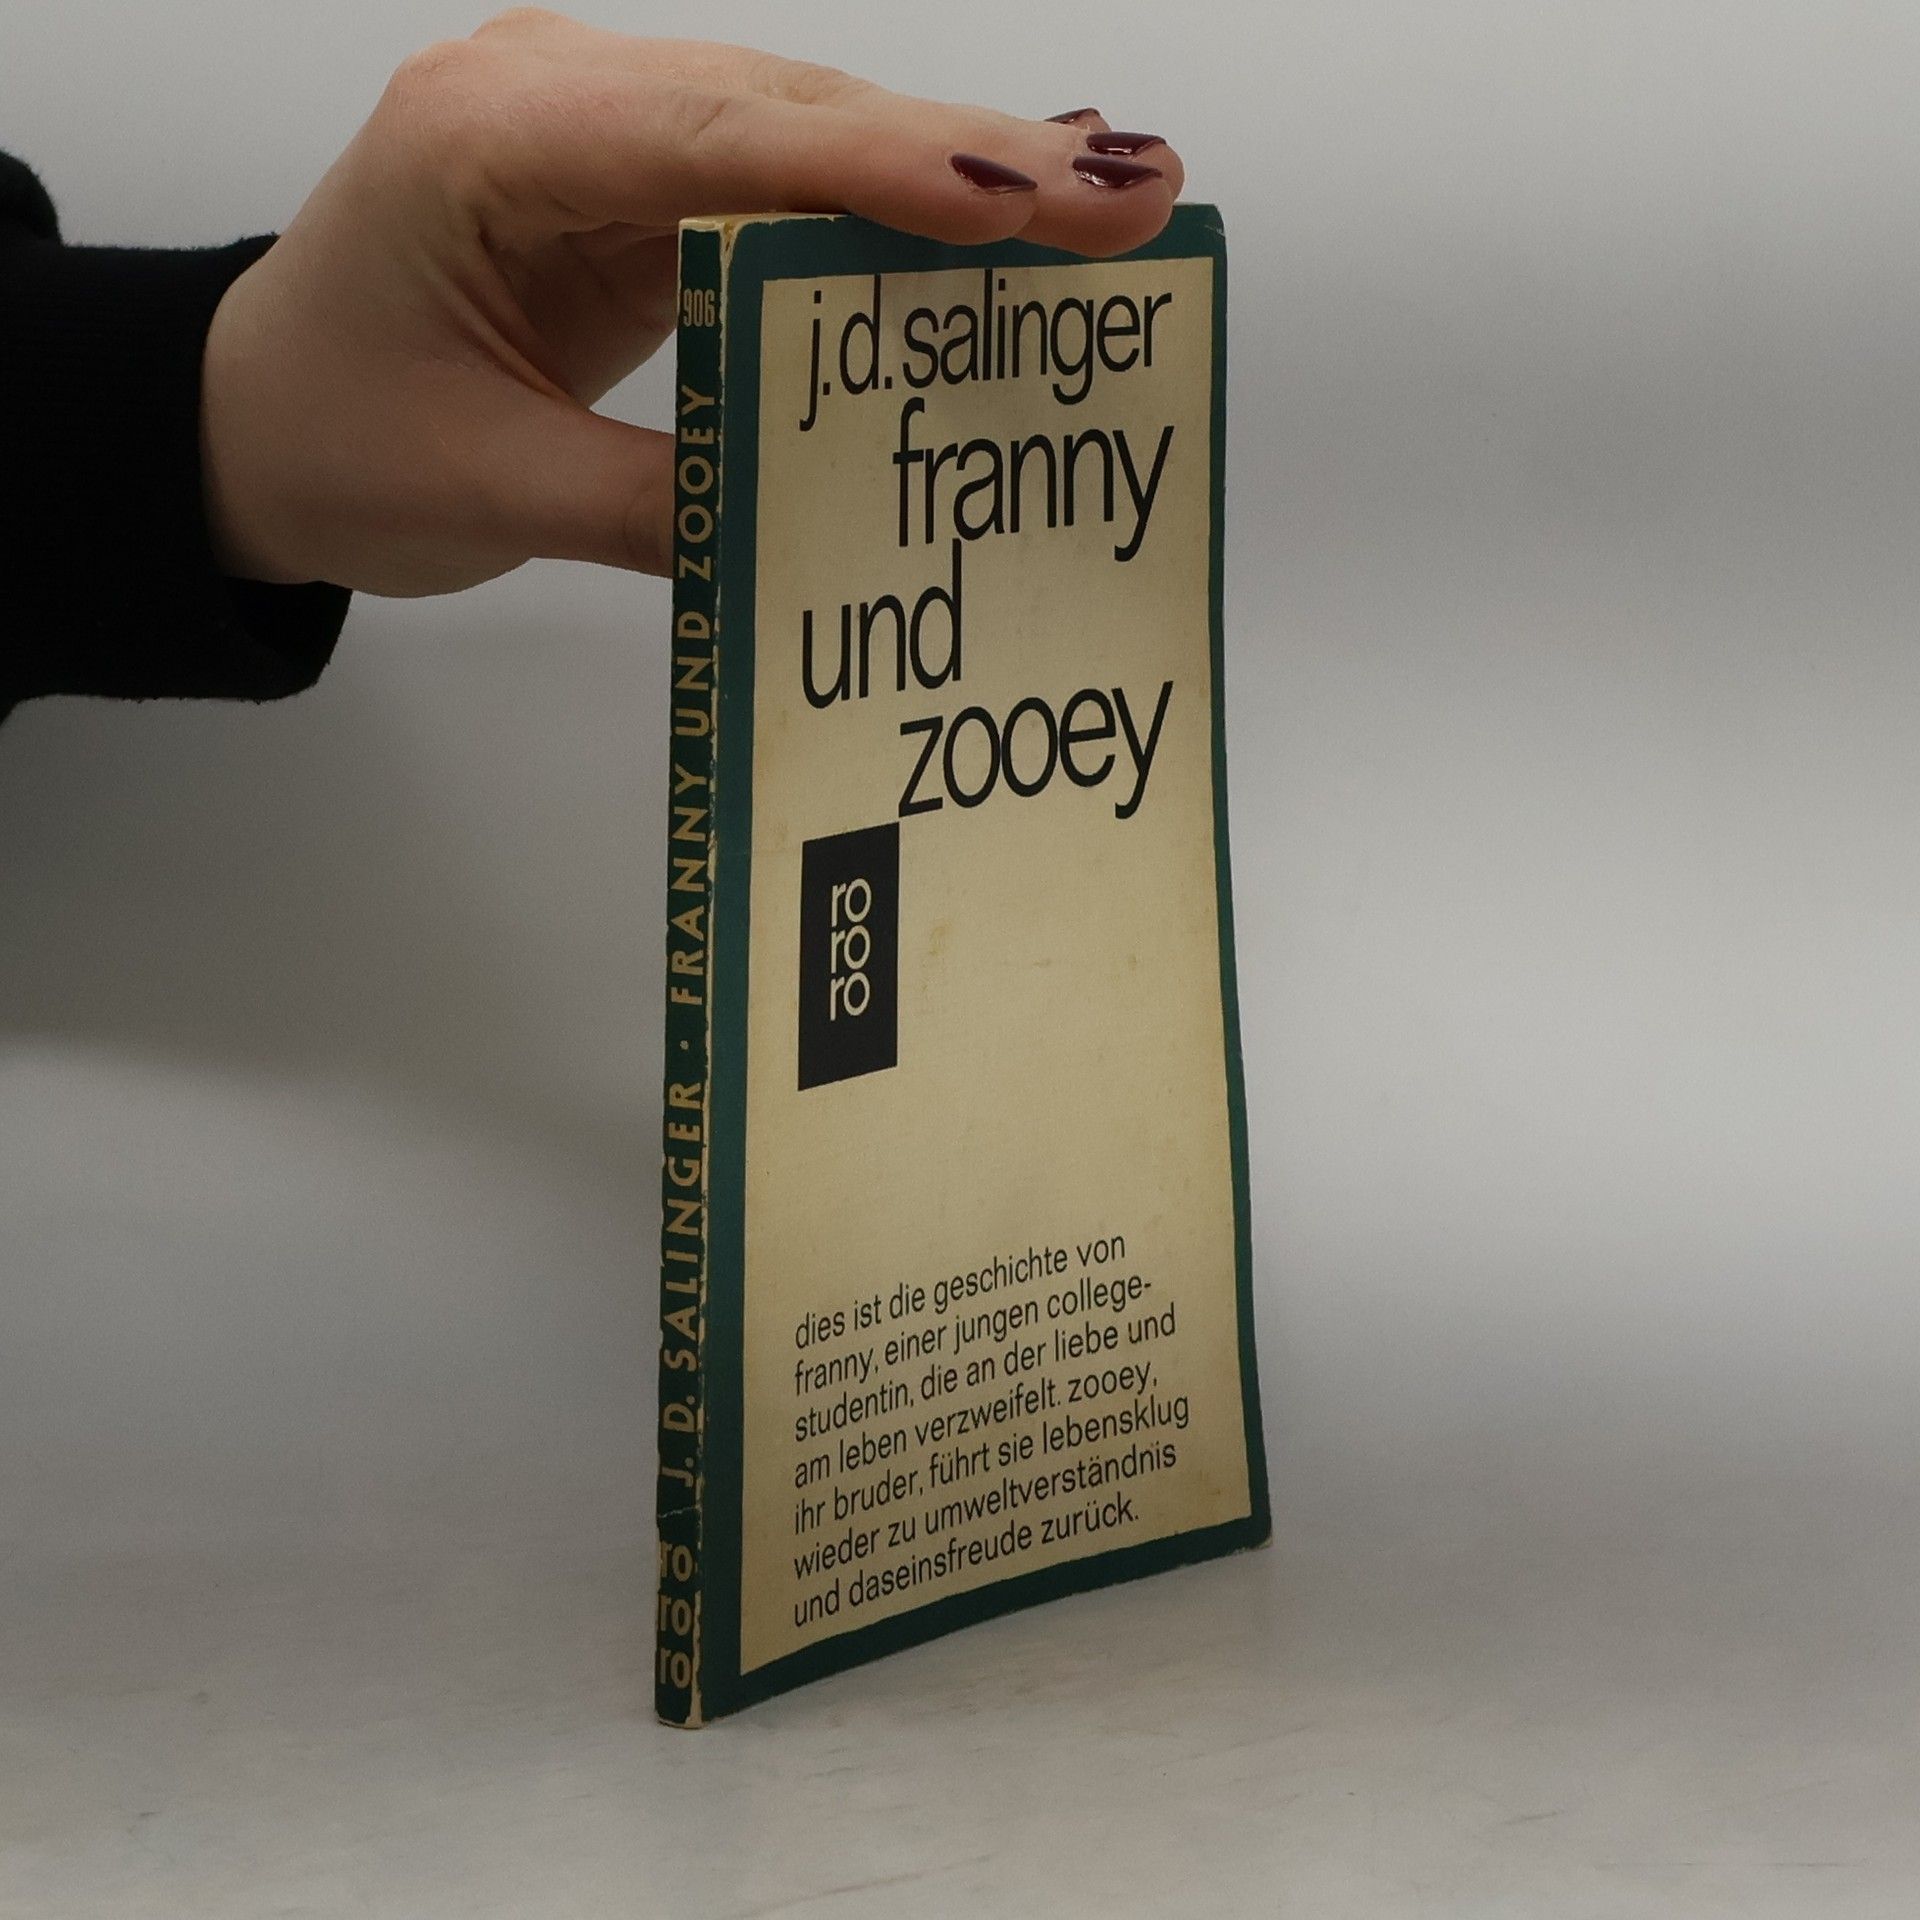 906
J. D. SALINGER · FRANNY UND ZOOEY
ro
ro
ro
j.d.salinger
franny
und
zooey
ro
ro
ro
dies ist die geschichte von
franny, einer jungen college-
studentin, die an der liebe und
am leben verzweifelt. zooey,
ihr bruder, führt sie lebensklug
wieder zu umweltverständnis
und daseinsfreude zurück.